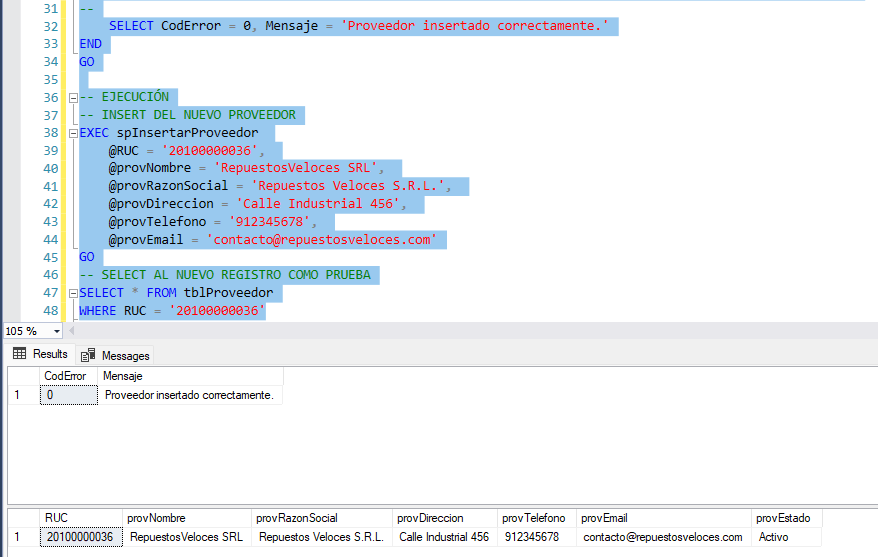 31 --
32 SELECT CodError = 0, Mensaje = 'Proveedor insertado correctamente.'
33 END
34 GO
35
36 -- EJECUCIÓN
37 -- INSERT DEL NUEVO PROVEEDOR
38 EXEC spInsertarProveedor
39 @RUC = '20100000036',
40 @provNombre = 'RepuestosVeloces SRL',
41 @provRazonSocial = 'Repuestos Veloces S.R.L.',
42 @provDireccion = 'Calle Industrial 456',
43 @provTelefono = '912345678',
44 @provEmail = 'contacto@repuestosveloces.com'
45 GO
46 -- SELECT AL NUEVO REGISTRO COMO PRUEBA
47 SELECT * FROM tblProveedor
48 WHERE RUC = '20100000036'
105 %
Results Messages
CodError Mensaje
1 0 Proveedor insertado correctamente.
RUC provNombre provRazonSocial provDireccion provTelefono provEmail provEstado
1 20100000036 RepuestosVeloces SRL Repuestos Veloces S.R.L. Calle Industrial 456 912345678 contacto@repuestosveloces.com Activo